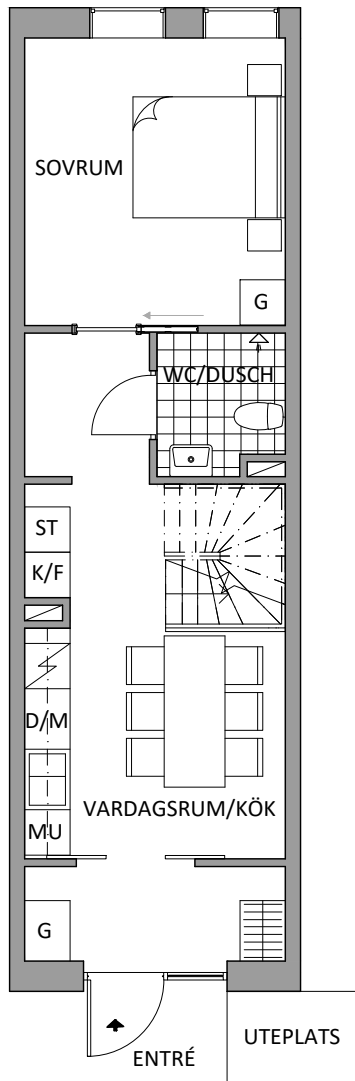 SOVRUM
G
WC/DUSCH
ST
K/F
D/M
VARDAGSRUM/KÖK
MU
G
ENTRÉ
UTEPLATS